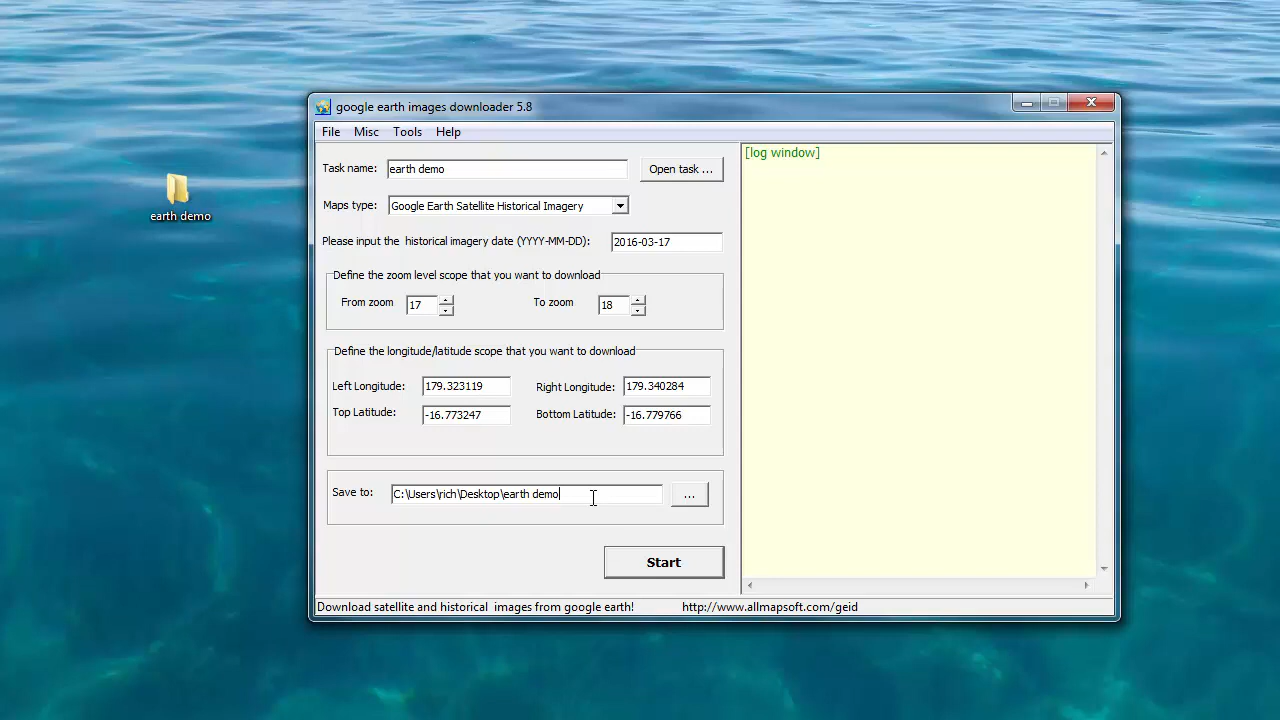 google earth images downloader 5.8
File Misc Tools Help
Task name: earth demo Open task ...
Maps type: Google Earth Satellite Historical Imagery
Please input the historical imagery date (YYYY-MM-DD): 2016-03-17
Define the zoom level scope that you want to download
From zoom 17 To zoom 18
Define the longitude/latitude scope that you want to download
Left Longitude: 179.323119 Right Longitude: 179.340284
Top Latitude: -16.773247 Bottom Latitude: -16.779766
Save to: C:\Users\rich\Desktop\earth demo ...
Start
[log window]
Download satellite and historical images from google earth! http://www.allmapsoft.com/geid
earth demo